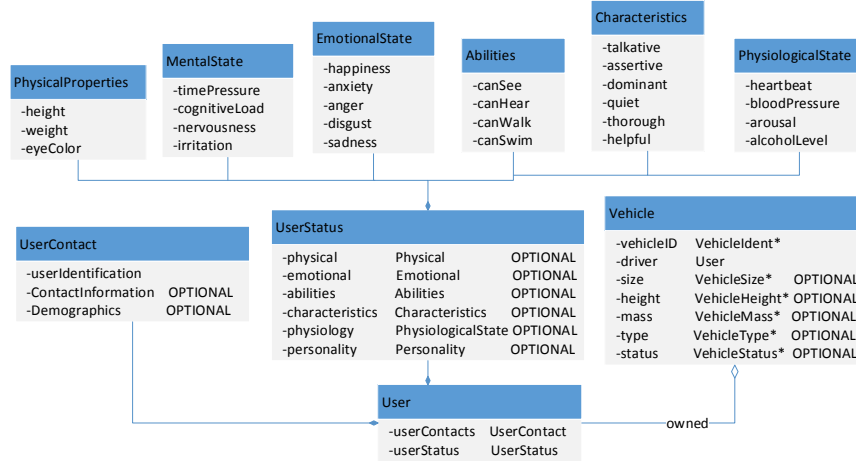 PhysicalProperties
-height
-weight
-eyeColor
MentalState
-timePressure
-cognitiveLoad
-nervousness
-irritation
EmotionalState
-happiness
-anxiety
-anger
-disgust
-sadness
Abilities
-canSee
-canHear
-canWalk
-canSwim
Characteristics
-talkative
-assertive
-dominant
-quiet
-thorough
-helpful
PhysiologicalState
-heartbeat
-bloodPressure
-arousal
-alcoholLevel
UserContact
-userIdentification
-ContactInformation OPTIONAL
-Demographics OPTIONAL
UserStatus
-physical Physical OPTIONAL
-emotional Emotional OPTIONAL
-abilities Abilities OPTIONAL
-characteristics Characteristics OPTIONAL
-physiology PhysiologicalState OPTIONAL
-personality Personality OPTIONAL
Vehicle
-vehicleID VehicleIdent*
-driver User
-size VehicleSize* OPTIONAL
-height VehicleHeight* OPTIONAL
-mass VehicleMass* OPTIONAL
-type VehicleType* OPTIONAL
-status VehicleStatus* OPTIONAL
User
-userContacts UserContact
-userStatus UserStatus
owned